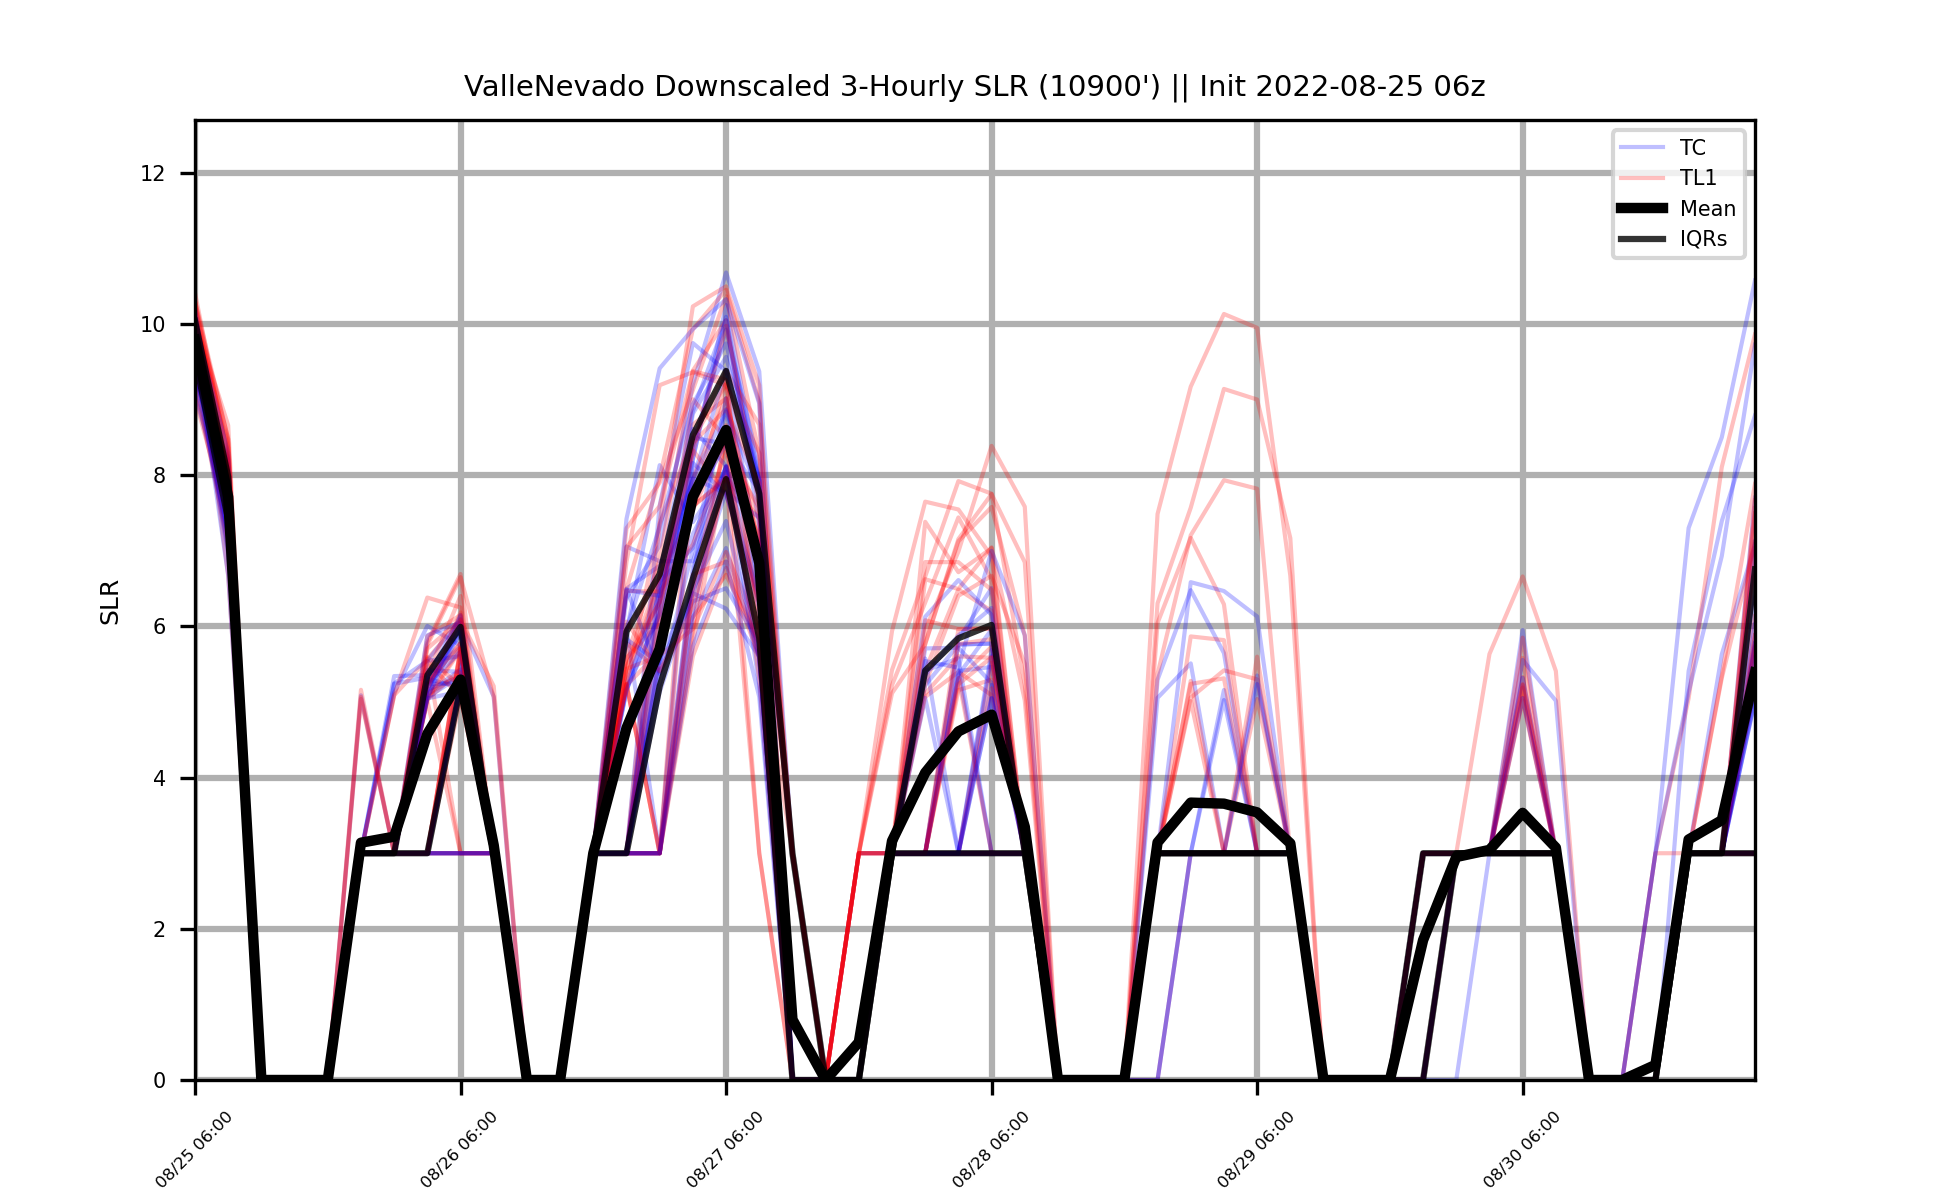 ValleNevado Downscaled 3-Hourly SLR (10900') || Init 2022-08-25 06z
TC
TL1
Mean
IQRs
SLR
12
10
8
6
4
2
0
08/25 06:00
08/26 06:00
08/27 06:00
08/28 06:00
08/29 06:00
08/30 06:00